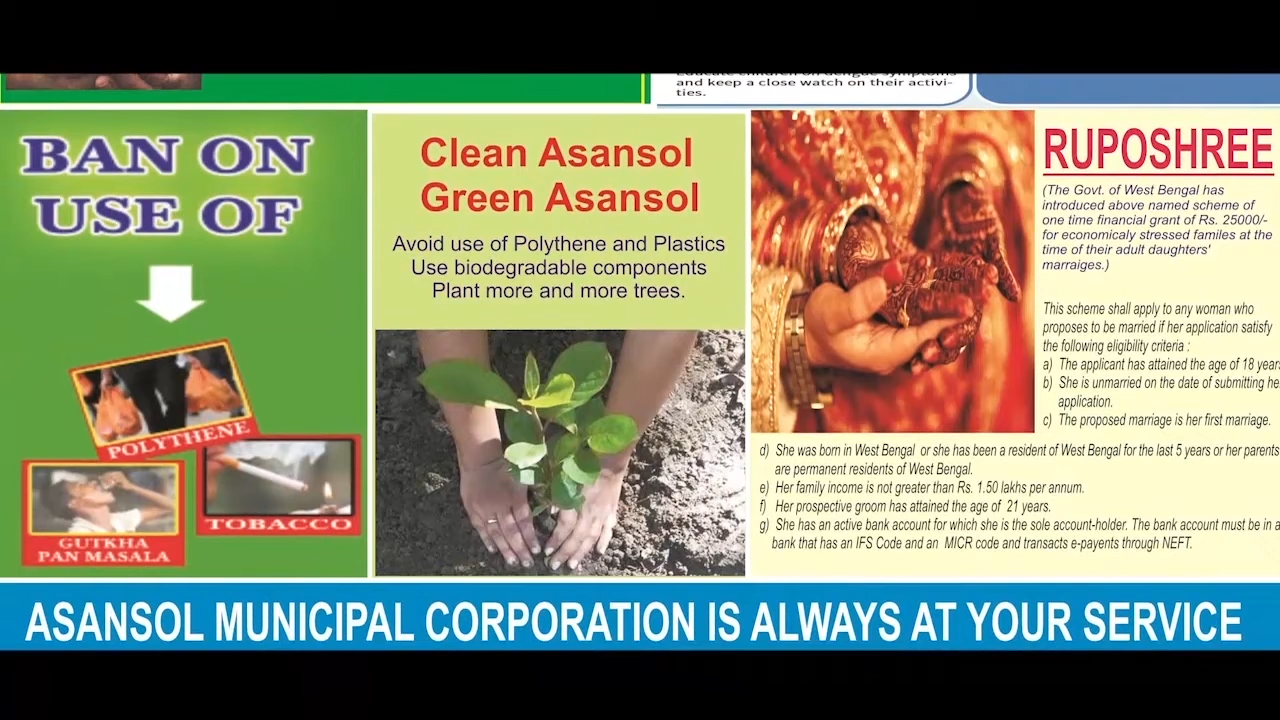 Educate children on dengue symptoms
and keep a close watch on their activi-
ties.
BAN ON
USE OF
POLYTHENE
TOBACCO
GUTKHA
PAN MASALA
Clean Asansol
Green Asansol
Avoid use of Polythene and Plastics
Use biodegradable components
Plant more and more trees.
RUPOSHREE
(The Govt. of West Bengal has
introduced above named scheme of
one time financial grant of Rs. 25000/-
for economicaly stressed familes at the
time of their adult daughters'
marraiges.)
This scheme shall apply to any woman who
proposes to be married if her application satisfy
the following eligibility criteria :
a) The applicant has attained the age of 18 years
b) She is unmarried on the date of submitting he
application.
c) The proposed marriage is her first marriage.
d) She was born in West Bengal or she has been a resident of West Bengal for the last 5 years or her parents
are permanent residents of West Bengal.
e) Her family income is not greater than Rs. 1.50 lakhs per annum.
f) Her prospective groom has attained the age of 21 years.
g) She has an active bank account for which she is the sole account-holder. The bank account must be in a
bank that has an IFS Code and an MICR code and transacts e-payents through NEFT.
ASANSOL MUNICIPAL CORPORATION IS ALWAYS AT YOUR SERVICE